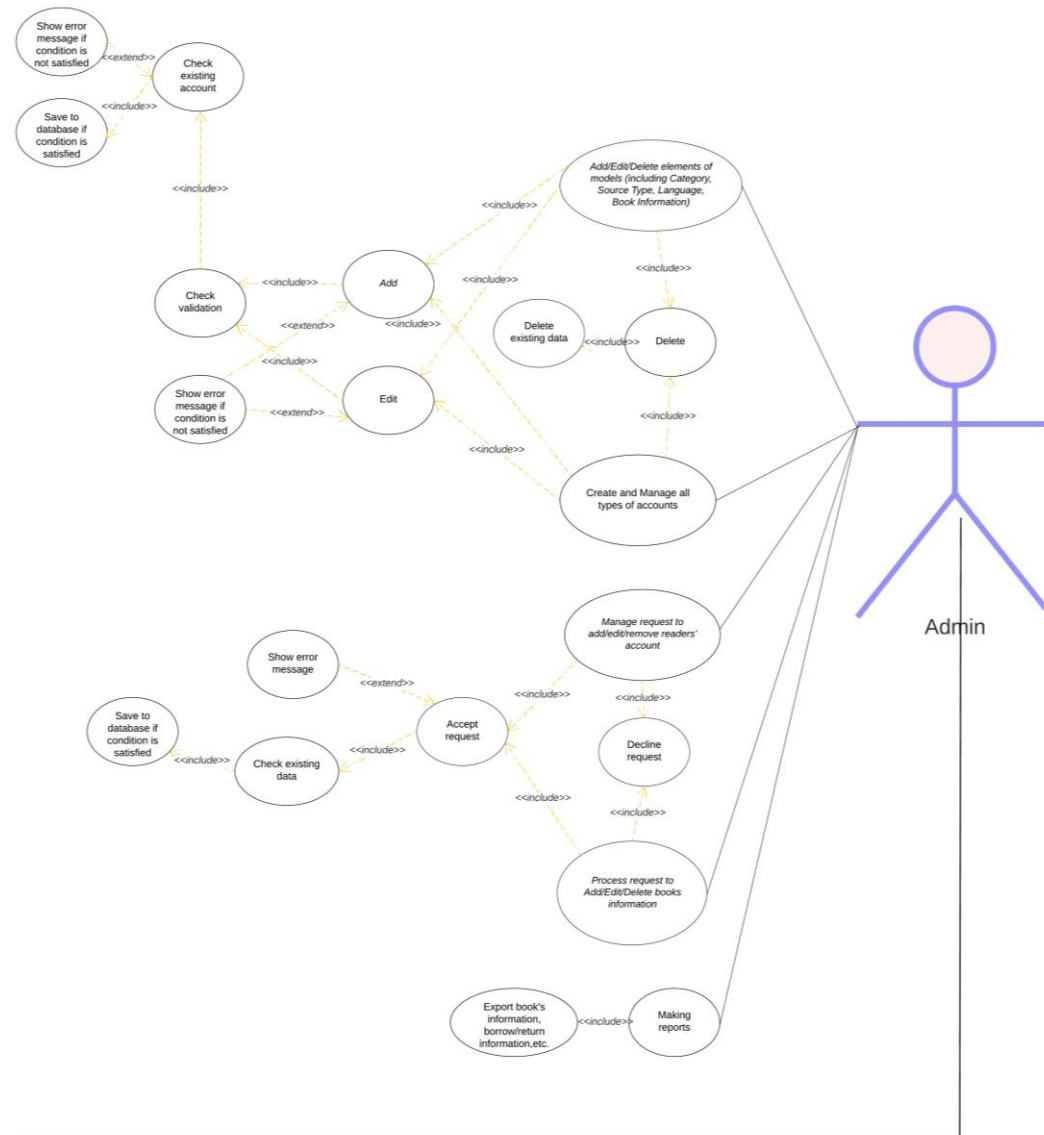 Show error
message if
condition is
not satisfied
<<extend>>
Check
existing
account
<<include>>
Save to
database if
condition is
satisfied
<<include>>
Add/Edit/Delete elements of
models (including Category,
Source Type, Language,
Book Information)
<<include>>
<<include>>
<<include>>
Check
validation
<<include>>
Add
<<extend>>
<<include>>
Delete
existing data
<<include>>
Delete
<<include>>
Show error
message if
condition is
not satisfied
<<extend>>
Edit
<<include>>
<<include>>
Create and Manage all
types of accounts
Admin
Manage request to
add/edit/remove readers'
account
Show error
message
<<extend>>
<<include>>
<<include>>
Save to
database if
condition is
satisfied
<<include>>
Check existing
data
<<include>>
Accept
request
Decline
request
<<include>>
<<include>>
Process request to
Add/Edit/Delete books
information
Export book's
information,
borrow/return
information,etc.
<<include>>
Making
reports